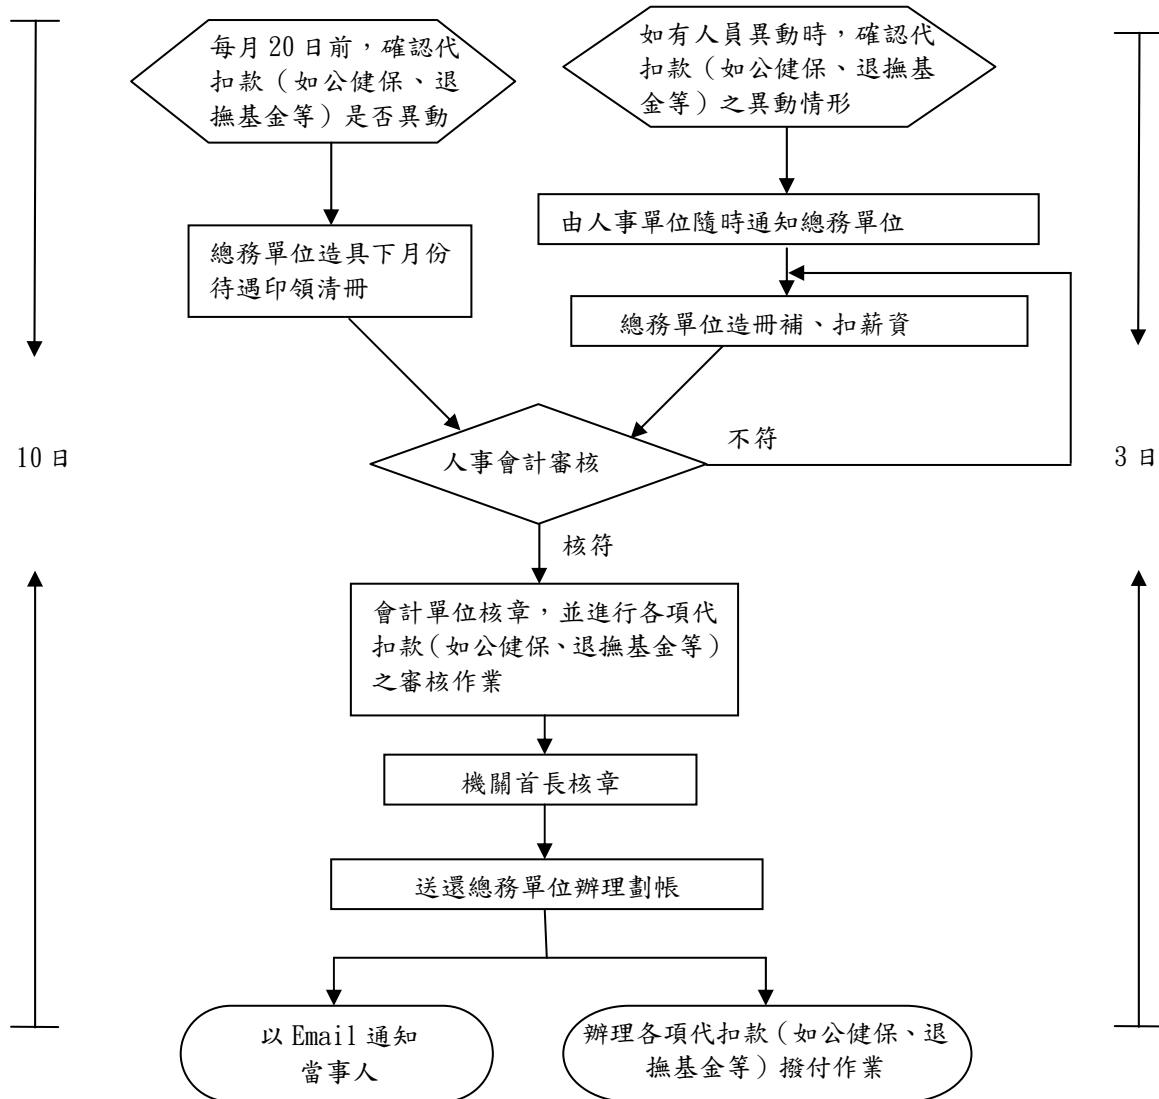 每月20日前，確認代
扣款（如公健保、退
撫基金等）是否異動
如有人員異動時，確認代
扣款（如公健保、退撫基
金等）之異動情形
由人事單位隨時通知總務單位
總務單位造具下月份
待遇印領清冊
總務單位造冊補、扣薪資
10日
人事會計審核
不符
3日
核符
會計單位核章，並進行各項代
扣款（如公健保、退撫基金等）
之審核作業
機關首長核章
送還總務單位辦理劃帳
以Email通知
當事人
辦理各項代扣款（如公健保、退
撫基金等）撥付作業